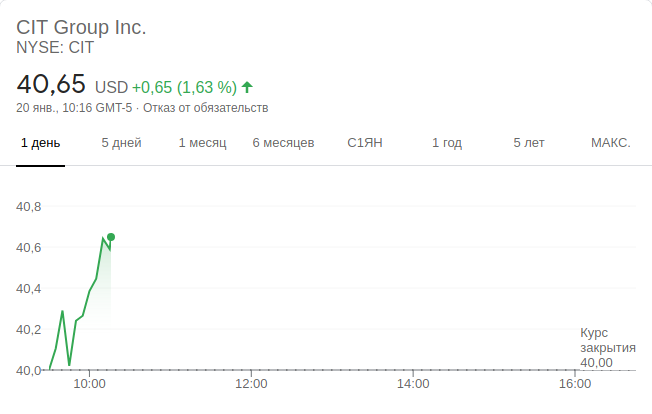 CIT Group Inc.
NYSE: CIT
40,65 USD +0,65 (1,63 %)
20 янв., 10:16 GMT-5 · Отказ от обязательств
1 день 5 дней 1 месяц 6 месяцев С1ЯН 1 год 5 лет МАКС.
40,8
40,6
40,4
40,2
Курс
закрытия
40,00
40,0
10:00 12:00 14:00 16:00